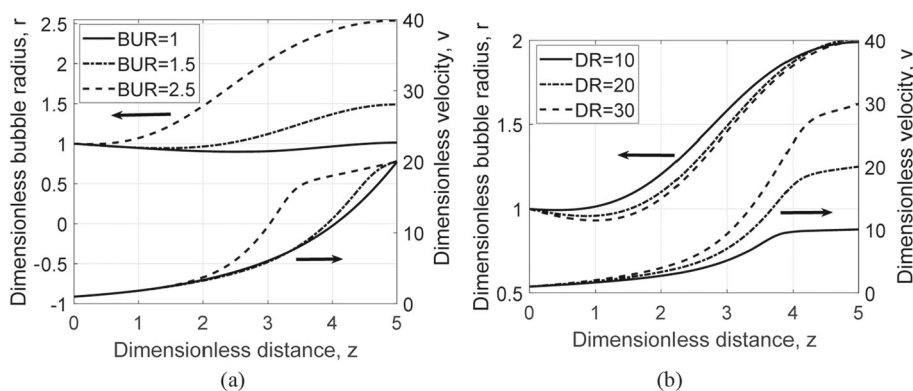 2.5
2
1.5
1
0.5
0
-0.5
-1
40
30
20
10
0
0
1
2
3
4
5
BUR=1
BUR=1.5
BUR=2.5
Dimensionless bubble radius, r
Dimensionless velocity, v
Dimensionless distance, z
(a)
2
1.5
1
0.5
40
30
20
10
0
0
1
2
3
4
5
DR=10
DR=20
DR=30
Dimensionless bubble radius, r
Dimensionless velocity, v
Dimensionless distance, z
(b)